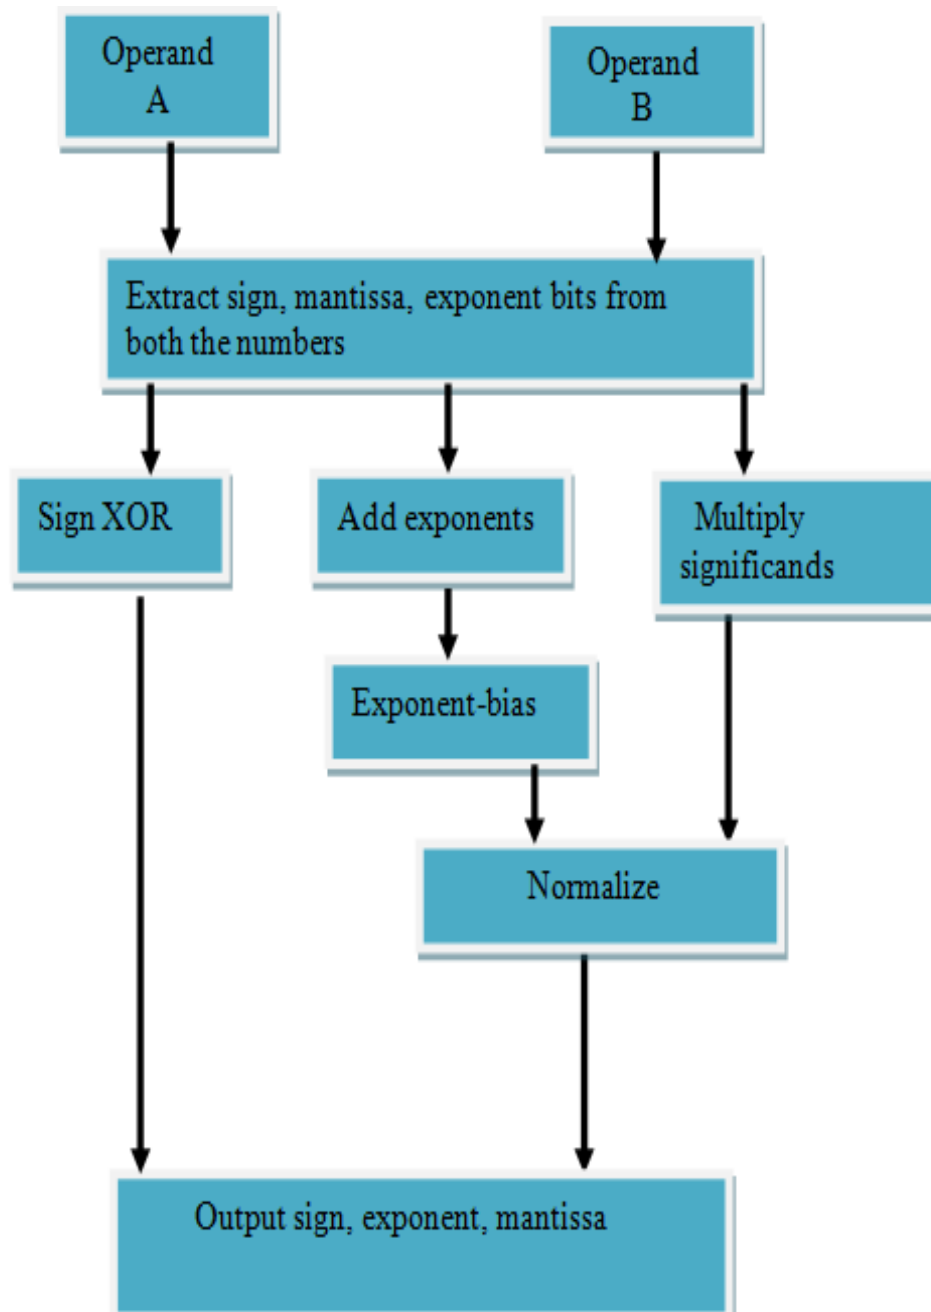 Operand
A
Operand
B
Extract sign, mantissa, exponent bits from
both the numbers
Sign XOR
Add exponents
Multiply
significands
Exponent-bias
Normalize
Output sign, exponent, mantissa